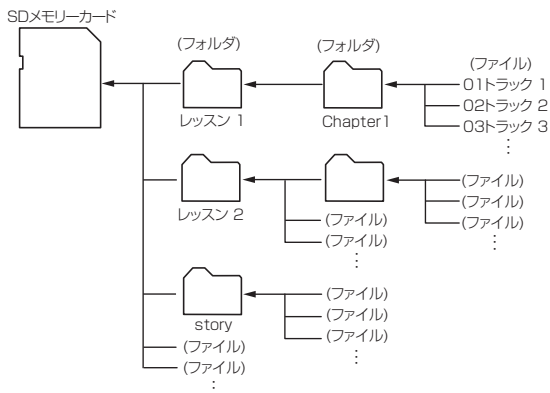 SDメモリーカード
(フォルダ)
(フォルダ)
(ファイル)
01トラック 1
02トラック 2
03トラック 3
⋮
レッスン 1
Chapter1
(ファイル)
(ファイル)
(ファイル)
⋮
レッスン 2
(ファイル)
(ファイル)
⋮
(ファイル)
(ファイル)
(ファイル)
⋮
story
(ファイル)
(ファイル)
: